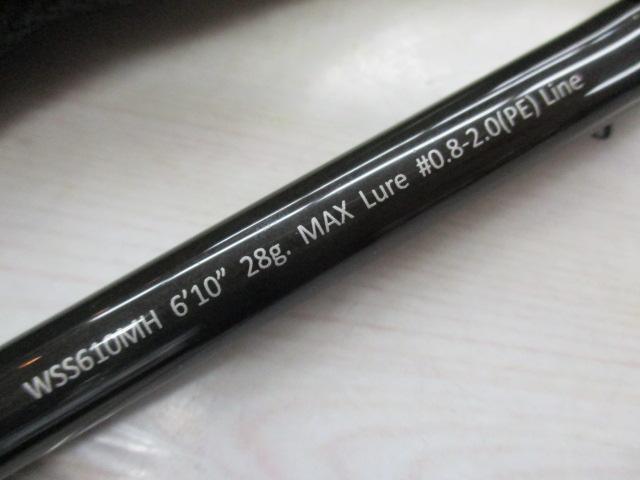 WSS610MH 6'10” 28g. MAX Lure #0.8-2.0(PE) Line